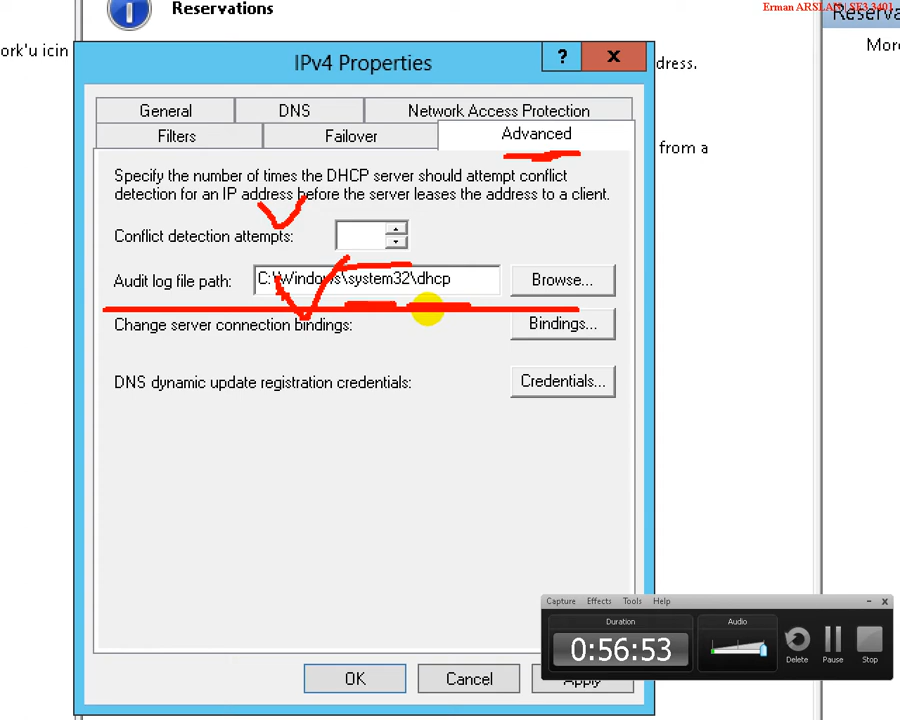 Erman ARSLAN | SE3 3401
Reservations
Reserva
More
ork'u icin
IPv4 Properties
?
dress.
General
DNS
Network Access Protection
Filters
Failover
Advanced
from a
Specify the number of times the DHCP server should attempt conflict
detection for an IP address before the server leases the address to a client.
Conflict detection attempts:
Audit log file path:
C:\Windows\system32\dhcp
Browse...
Change server connection bindings:
Bindings...
DNS dynamic update registration credentials:
Credentials...
Capture Effects Tools Help
Duration
Audio
0:56:53
Delete
Pause
Stop
OK
Cancel
Apply